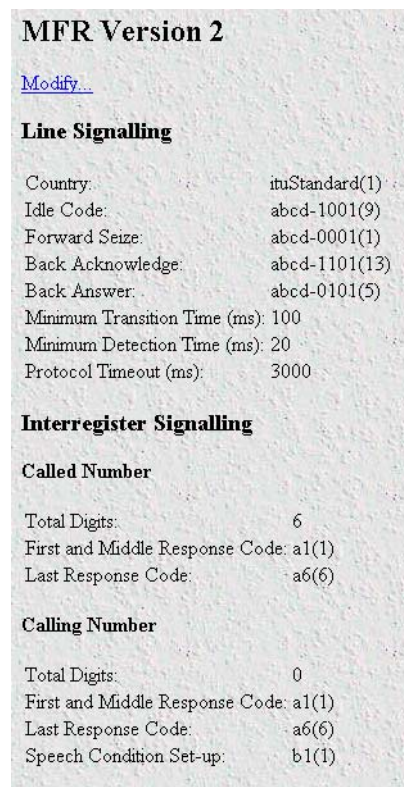 MFR Version 2
Modify...
Line Signalling
Country: ituStandard(1)
Idle Code: abcd-1001(9)
Forward Seize: abcd-0001(1)
Back Acknowledge: abcd-1101(13)
Back Answer: abcd-0101(5)
Minimum Transition Time (ms): 100
Minimum Detection Time (ms): 20
Protocol Timeout (ms): 3000
Interregister Signalling
Called Number
Total Digits: 6
First and Middle Response Code: a1(1)
Last Response Code: a6(6)
Calling Number
Total Digits: 0
First and Middle Response Code: a1(1)
Last Response Code: a6(6)
Speech Condition Set-up: b1(1)